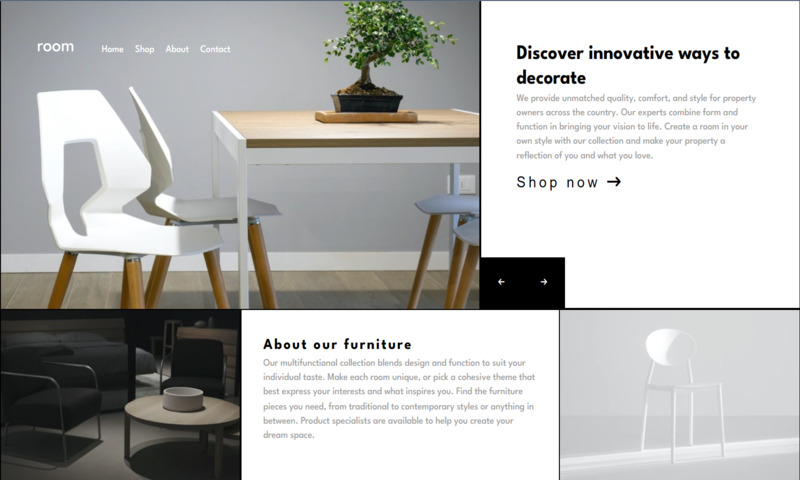 room
Home Shop About Contact
Discover innovative ways to
decorate
We provide unmatched quality, comfort, and style for property
owners across the country. Our experts combine form and
function in bringing your vision to life. Create a room in your
own style with our collection and make your property a
reflection of you and what you love.
Shop now
About our furniture
Our multifunctional collection blends design and function to suit your
individual taste. Make each room unique, or pick a cohesive theme that
best express your interests and what inspires you. Find the furniture
pieces you need, from traditional to contemporary styles or anything in
between. Product specialists are available to help you create your
dream space.